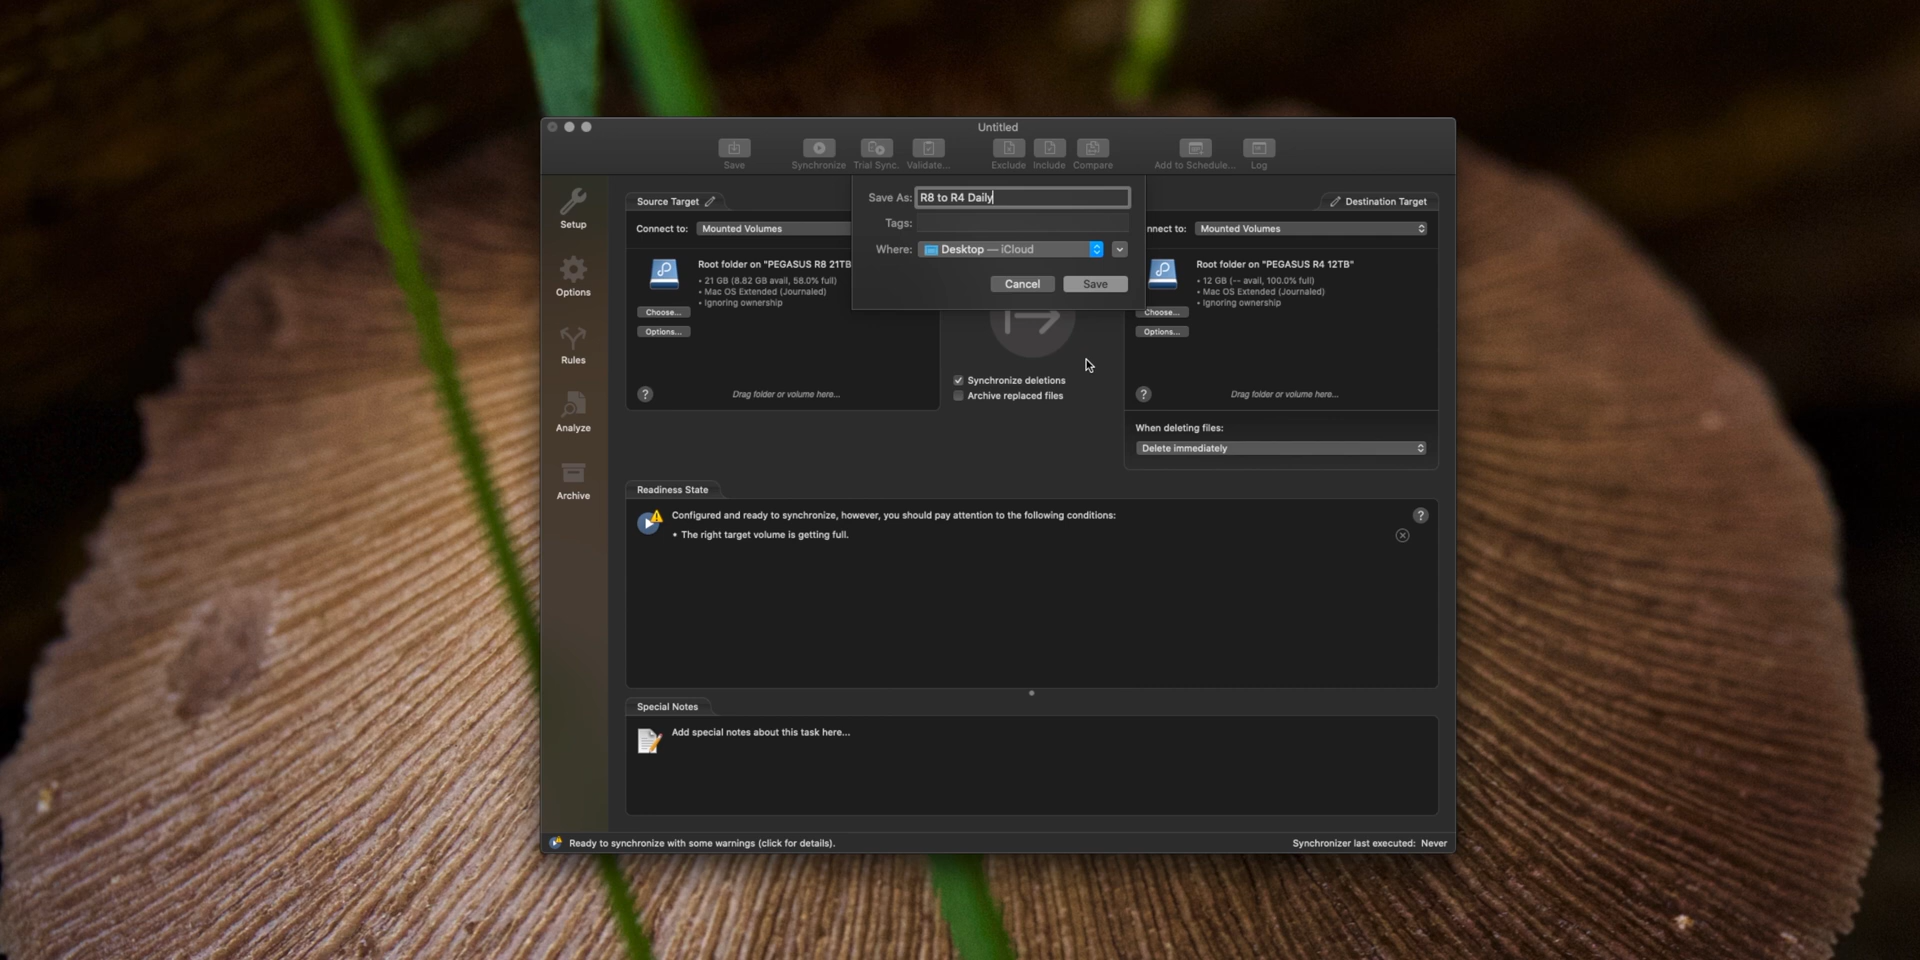 Untitled
Save
Synchronize
Trial Sync.
Validate...
Exclude
Include
Compare
Add to Schedule...
Log
Setup
Options
Rules
Analyze
Archive
Save As: R8 to R4 Daily
Tags:
Where: Desktop — iCloud
Cancel
Save
Source Target
Connect to: Mounted Volumes
Root folder on "PEGASUS R8 21TB
• 21 GB (8.82 GB avail, 58.0% full)
• Mac OS Extended (Journaled)
• Ignoring ownership
Choose...
Options...
?
Drag folder or volume here...
Synchronize deletions
Archive replaced files
Destination Target
nnect to: Mounted Volumes
Root folder on "PEGASUS R4 12TB"
• 12 GB (-- avail, 100.0% full)
• Mac OS Extended (Journaled)
• Ignoring ownership
Choose...
Options...
?
Drag folder or volume here...
When deleting files:
Delete immediately
Readiness State
Configured and ready to synchronize, however, you should pay attention to the following conditions:
?
• The right target volume is getting full.
Special Notes
Add special notes about this task here...
Ready to synchronize with some warnings (click for details).
Synchronizer last executed: Never